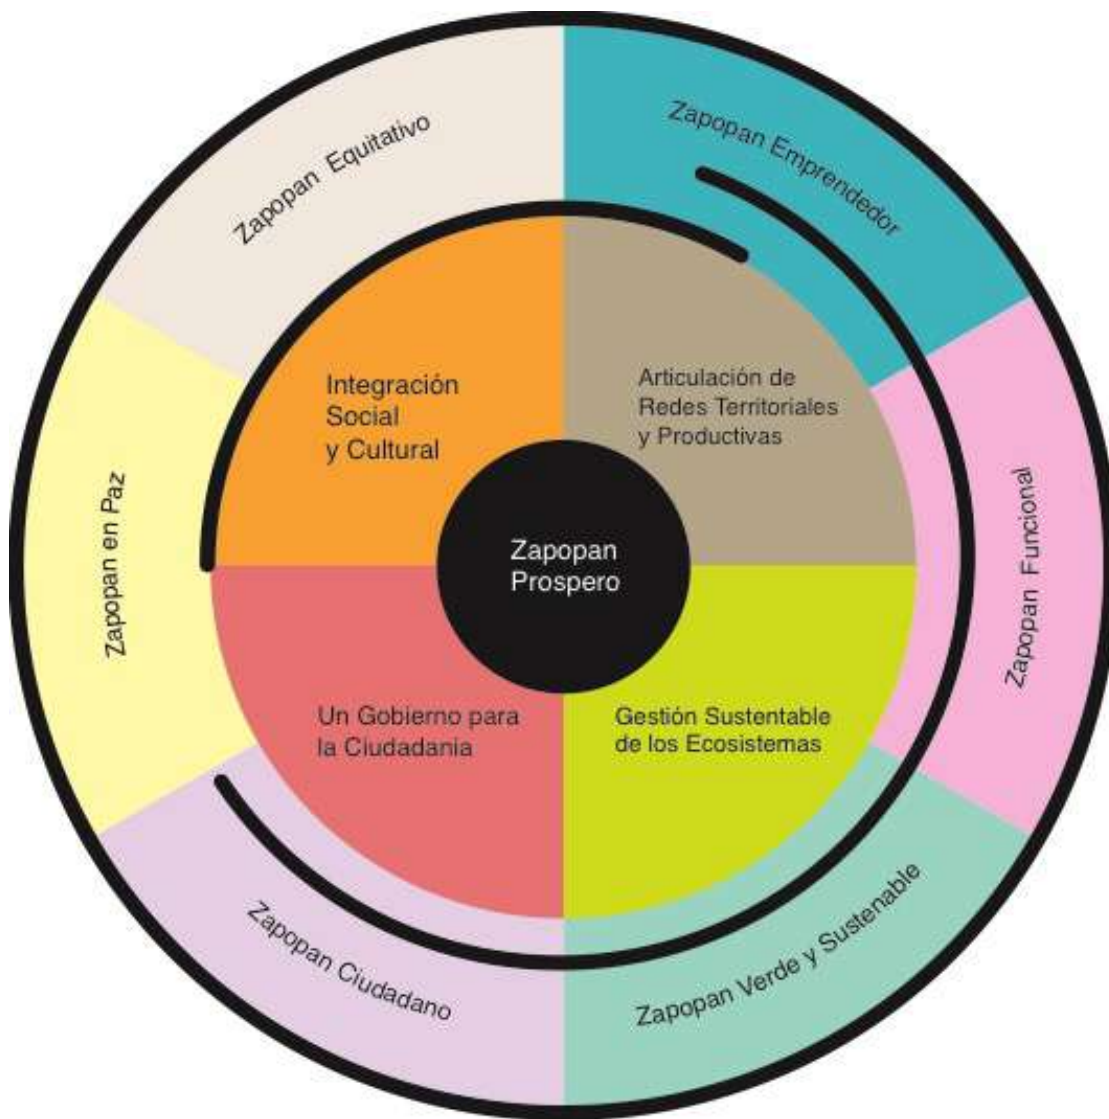 Zapopan Equitativo
Zapopan Emprendedor
Zapopan Funcional
Zapopan Verde y Sustenable
Zapopan Ciudadano
Zapopan en Paz
Integración
Social
y Cultural
Articulación de
Redes Territoriales
y Productivas
Zapopan
Prospero
Un Gobierno para
la Ciudadania
Gestión Sustentable
de los Ecosistemas